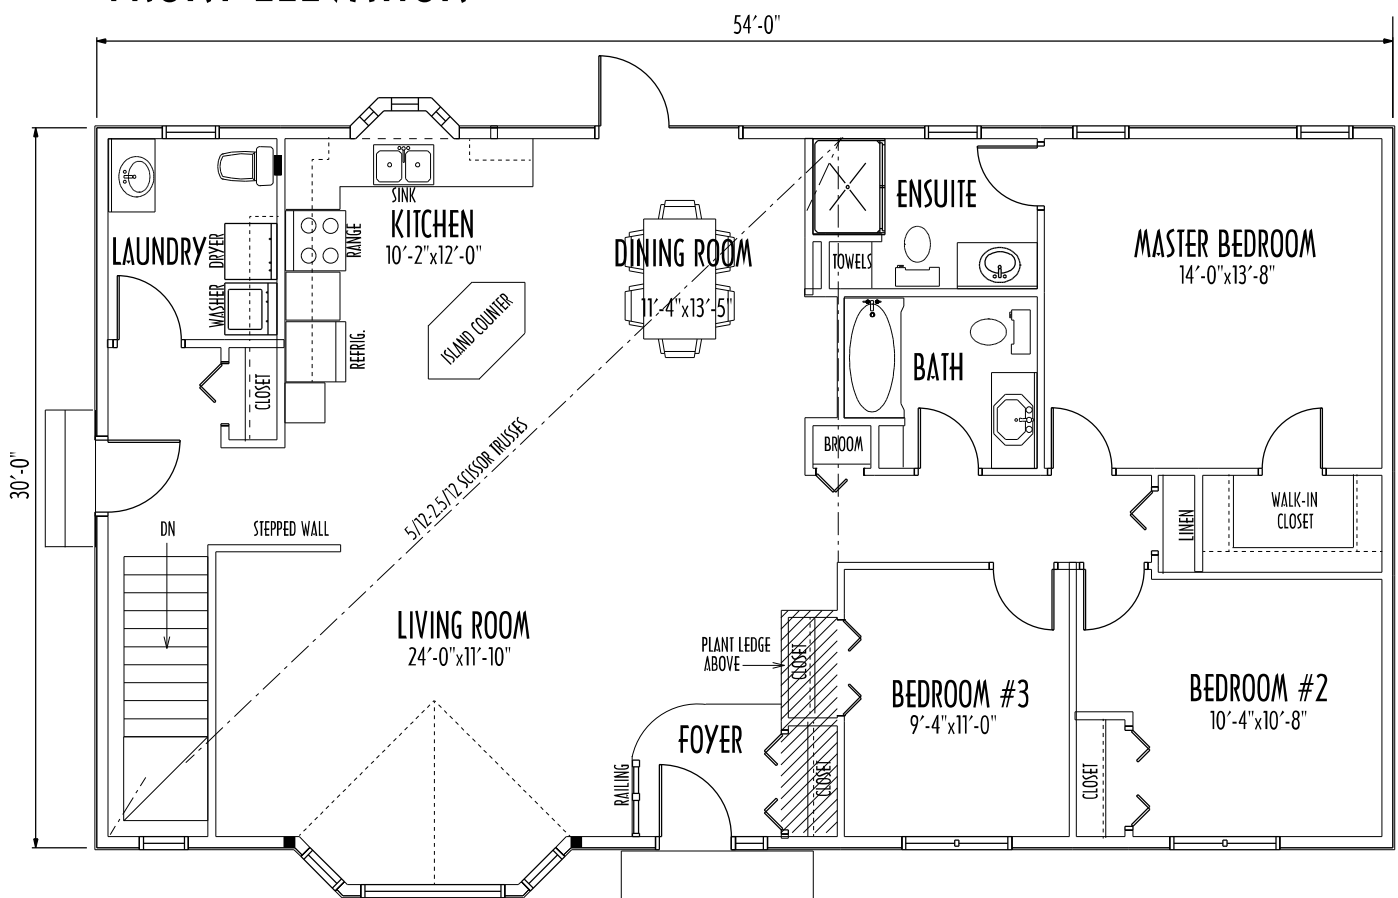 54'-0"
ENSUITE
SINK
KITCHEN
10'-2"x12'-0"
RANGE
LAUNDRY
DRYER
DINING ROOM
11'-4"x13'-5"
TOWELS
MASTER BEDROOM
14'-0"x13'-8"
WASHER
ISLAND COUNTER
REFRIG.
CLOSET
BATH
BROOM
30'-0"
5/12-2.5/12 SCISSOR TRUSSES
DN
STEPPED WALL
LINEN
WALK-IN
CLOSET
LIVING ROOM
24'-0"x11'-10"
PLANT LEDGE
ABOVE
CLOSET
BEDROOM #3
9'-4"x11'-0"
BEDROOM #2
10'-4"x10'-8"
FOYER
RAILING
CLOSET
CLOSET